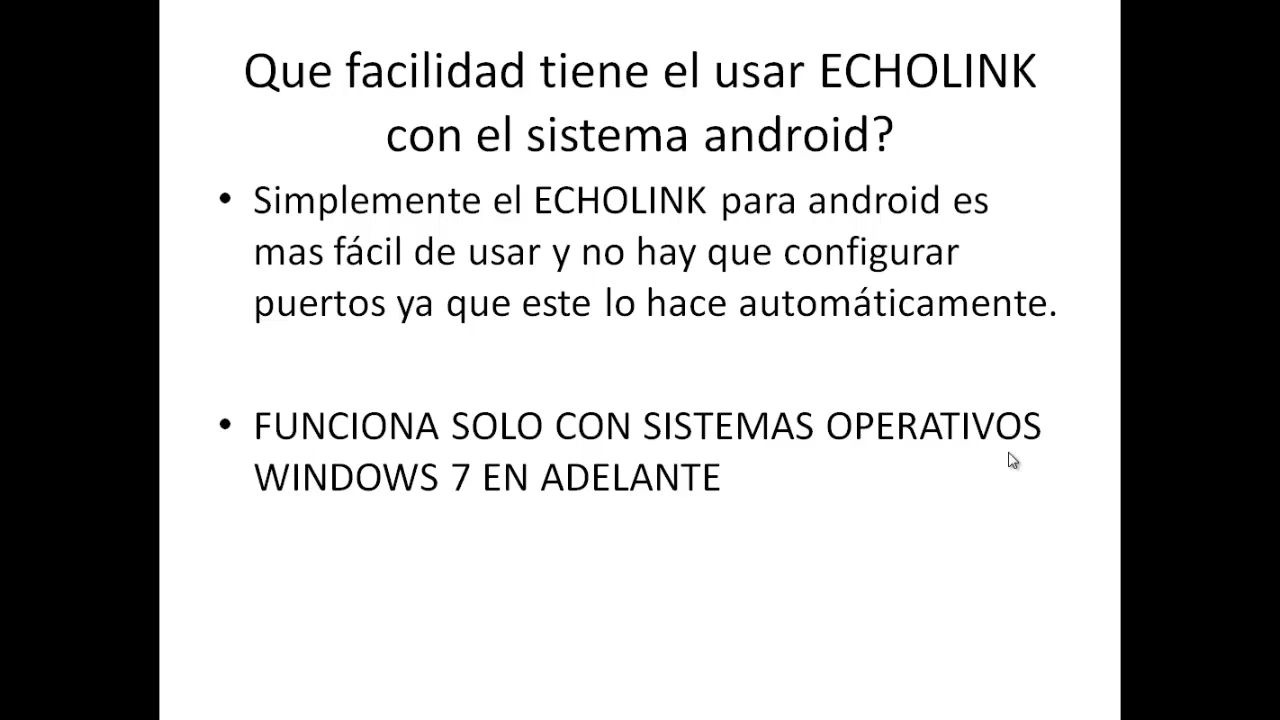 Que facilidad tiene el usar ECHOLINK
con el sistema android?
• Simplemente el ECHOLINK para android es
mas fácil de usar y no hay que configurar
puertos ya que este lo hace automáticamente.
• FUNCIONA SOLO CON SISTEMAS OPERATIVOS
WINDOWS 7 EN ADELANTE